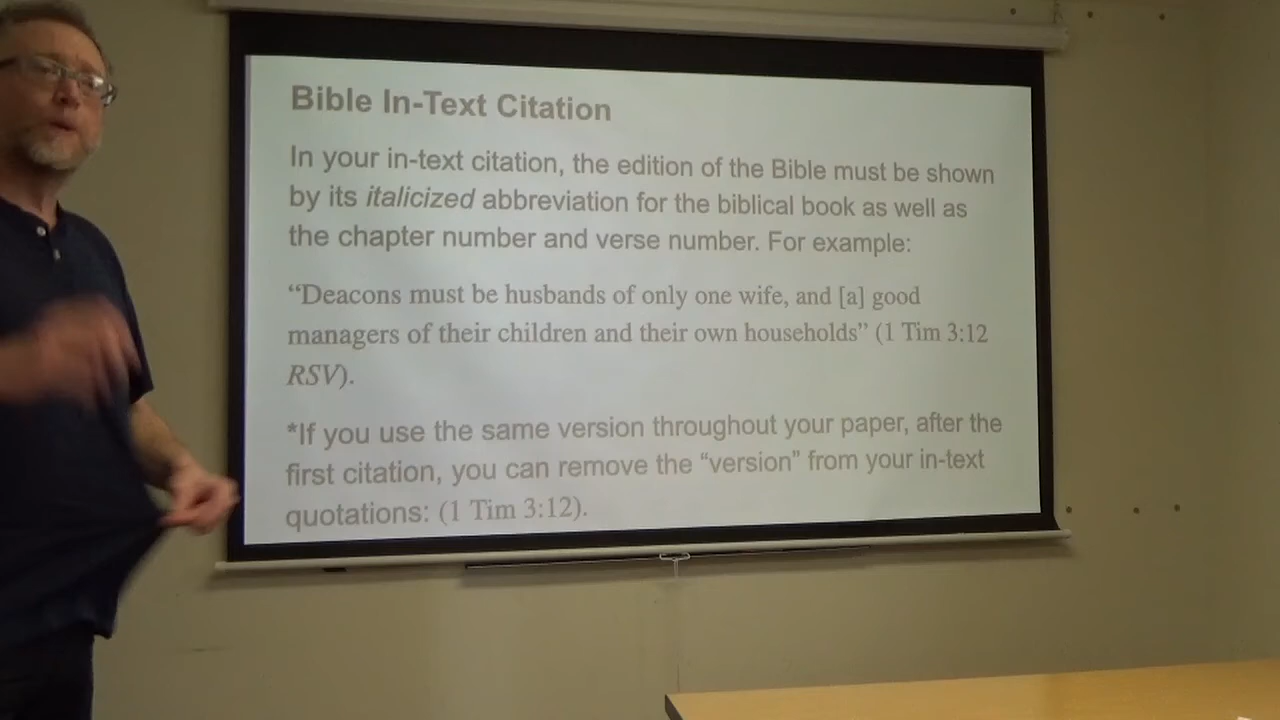 Bible In-Text Citation
In your in-text citation, the edition of the Bible must be shown
by its italicized abbreviation for the biblical book as well as
the chapter number and verse number. For example:
“Deacons must be husbands of only one wife, and [a] good
managers of their children and their own households” (1 Tim 3:12
RSV).
*If you use the same version throughout your paper, after the
first citation, you can remove the “version” from your in-text
quotations: (1 Tim 3:12).